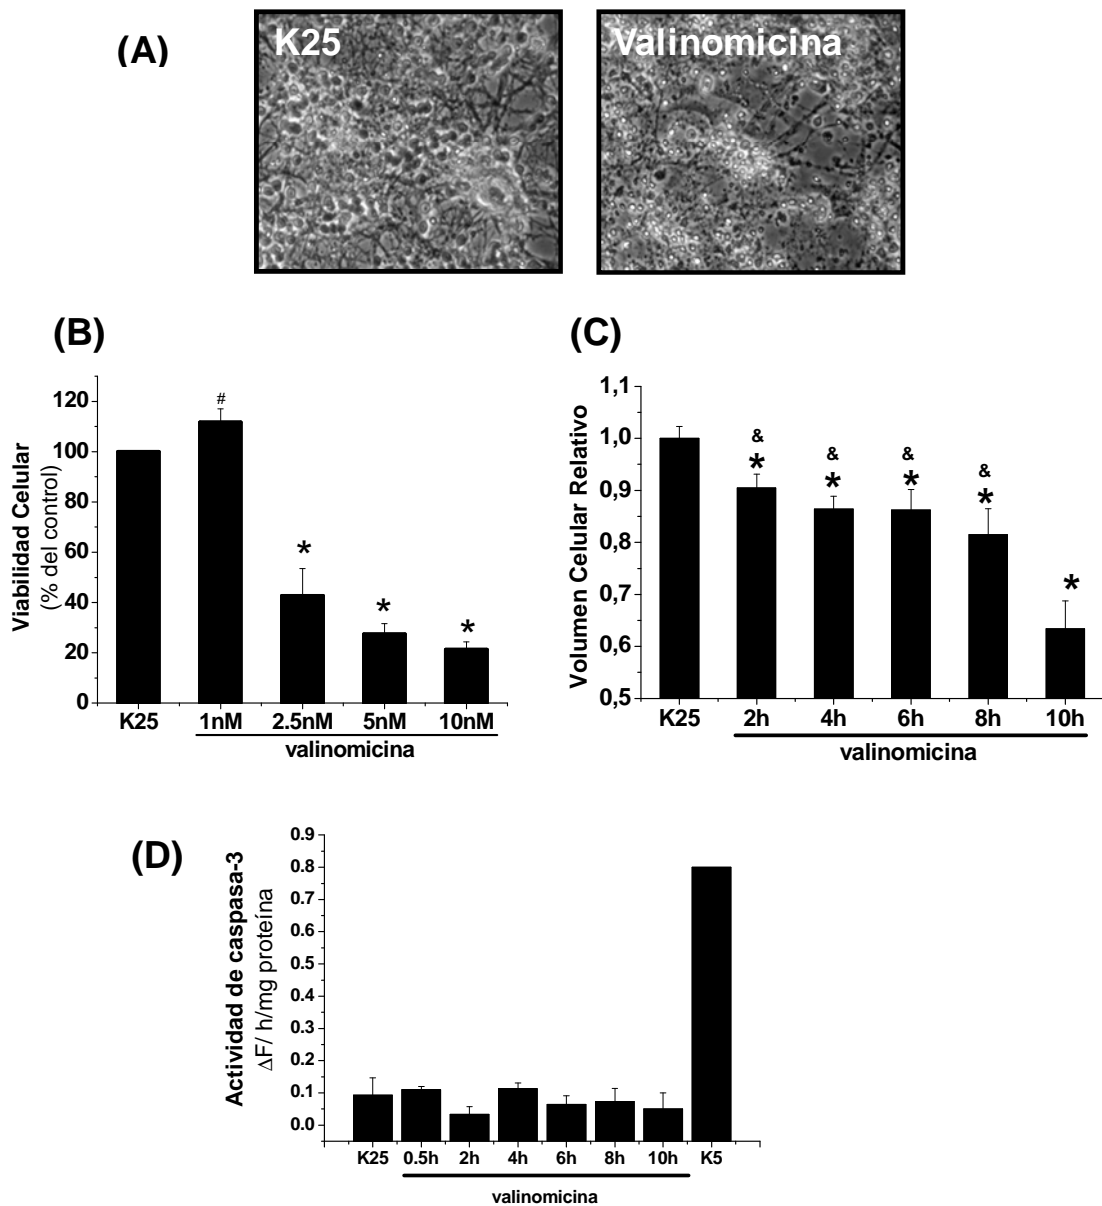 (A)
K25
Valinomicina
(B)
Viabilidad Celular
(% del control)
120
100
80
60
40
20
0
#
*
*
*
K25 1nM 2.5nM 5nM 10nM
valinomicina
(C)
Volumen Celular Relativo
1,1
1,0
0,9
0,8
0,7
0,6
0,5
& & & &
* * * * *
K25 2h 4h 6h 8h 10h
valinomicina
(D)
Actividad de caspasa-3
ΔF/ h/mg proteína
0.9
0.8
0.7
0.6
0.5
0.4
0.3
0.2
0.1
0.0
K25 0.5h 2h 4h 6h 8h 10h K5
valinomicina